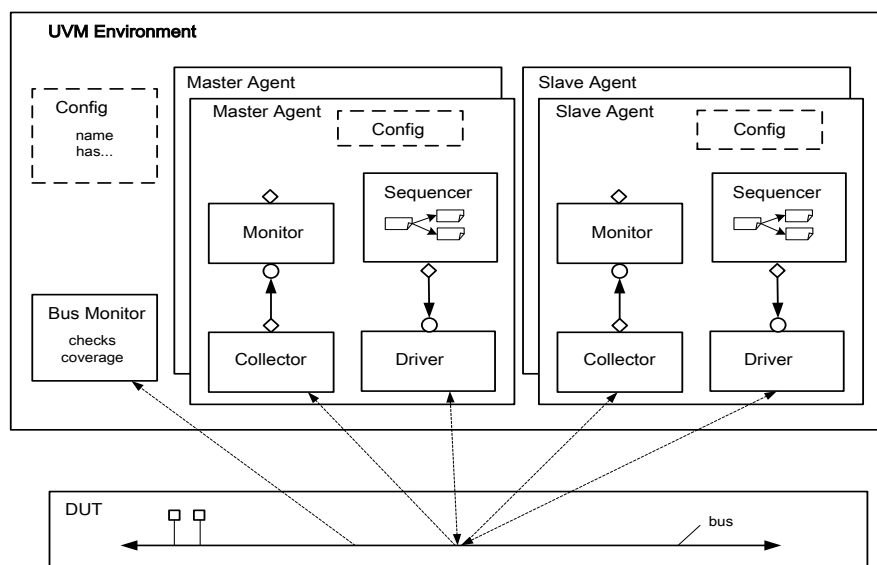 UVM Environment
Config
name
has...
Bus Monitor
checks
coverage
Master Agent
Master Agent
Config
Sequencer
Monitor
Collector
Driver
Slave Agent
Slave Agent
Config
Sequencer
Monitor
Collector
Driver
DUT
bus